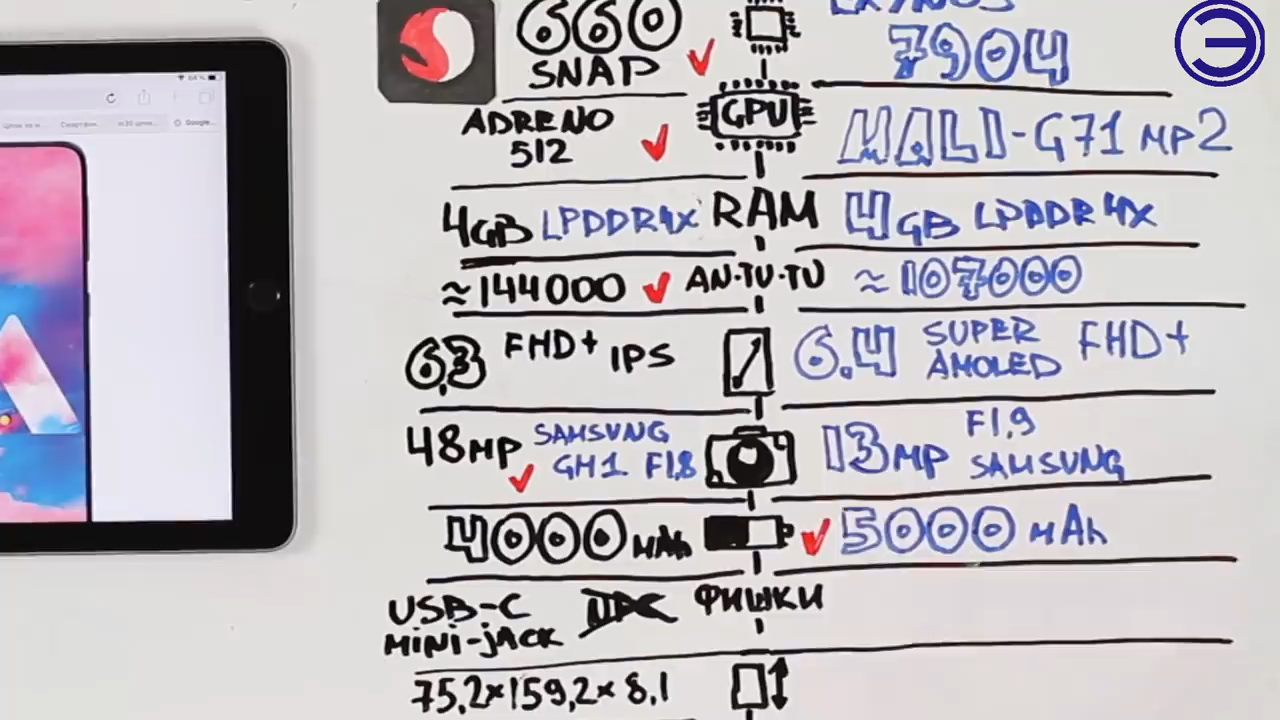 660
SNAP
7904
ADRENO
512
GPU
MALI-G71 MP2
4GB LPDDR4X RAM 4GB LPDDR4X
≈144000 AN-TU-TU ≈107000
6,3 FHD+ IPS
6.4 SUPER AMOLED FHD+
48MP SAMSUNG GM1 F1,8
13MP F1,9 SAMSUNG
4000 MAh
5000 MAh
USB-C
MINI-JACK
ФИШКИ
75,2×159,2×8,1
Э
64 %
Google...